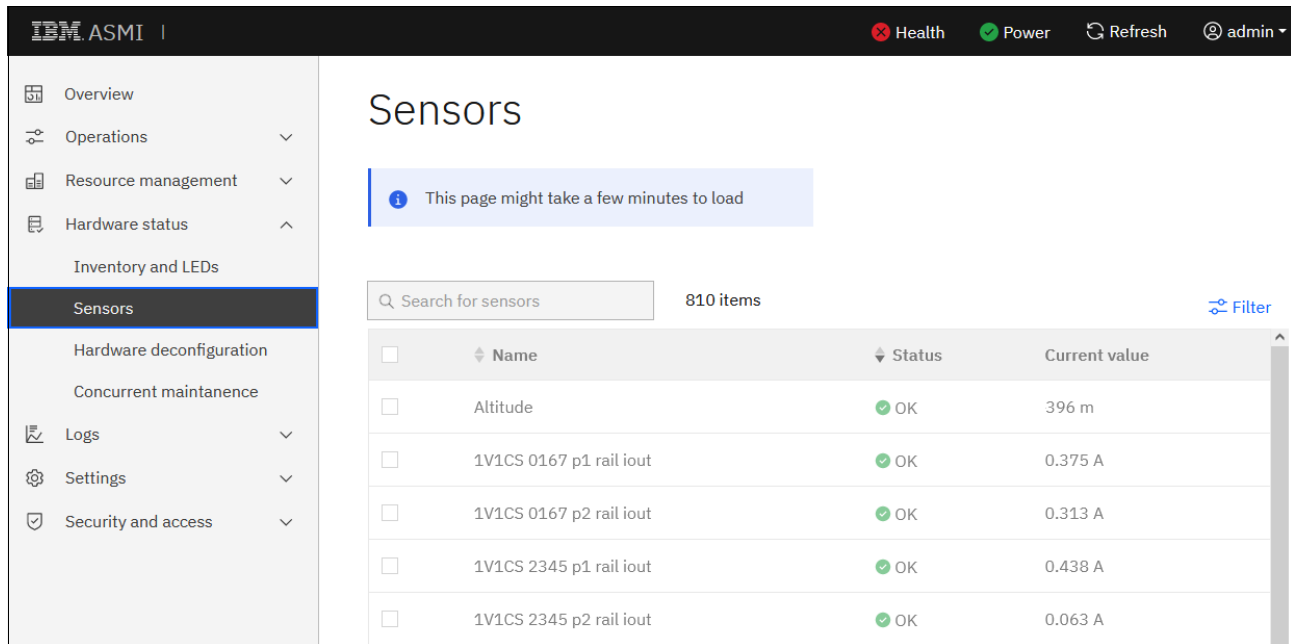 IBM. ASMI | Health Power Refresh admin
Overview
Operations
Resource management
Hardware status
Inventory and LEDs
Sensors
Hardware deconfiguration
Concurrent maintanence
Logs
Settings
Security and access
Sensors
This page might take a few minutes to load
Search for sensors 810 items Filter
Name Status Current value
Altitude OK 396 m
1V1CS 0167 p1 rail iout OK 0.375 A
1V1CS 0167 p2 rail iout OK 0.313 A
1V1CS 2345 p1 rail iout OK 0.438 A
1V1CS 2345 p2 rail iout OK 0.063 A